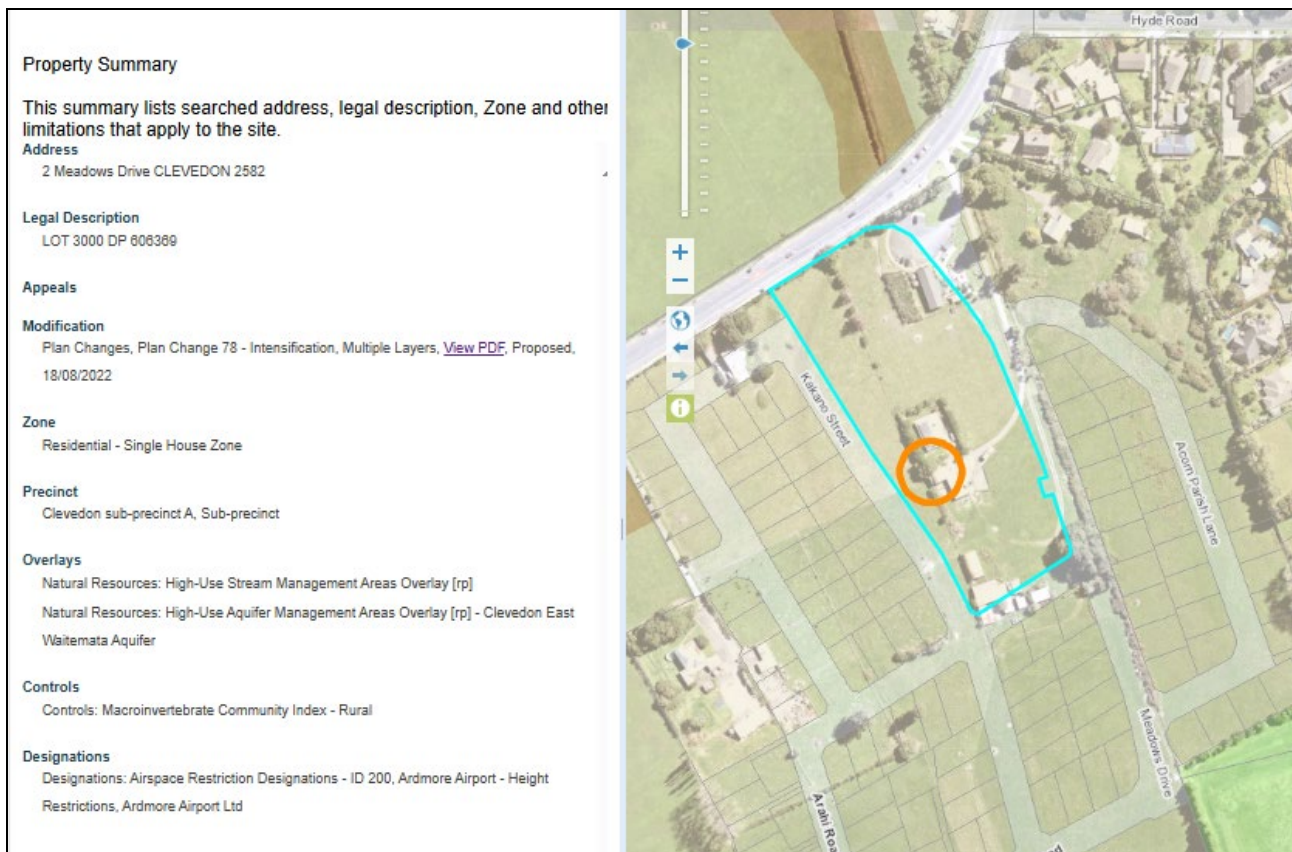 Property Summary
This summary lists searched address, legal description, Zone and other
limitations that apply to the site.
Address
2 Meadows Drive CLEVEDON 2582
Legal Description
LOT 3000 DP 606369
Appeals
Modification
Plan Changes, Plan Change 78 - Intensification, Multiple Layers, View PDF, Proposed,
18/08/2022
Zone
Residential - Single House Zone
Precinct
Clevedon sub-precinct A, Sub-precinct
Overlays
Natural Resources: High-Use Stream Management Areas Overlay [rp]
Natural Resources: High-Use Aquifer Management Areas Overlay [rp] - Clevedon East
Waitemata Aquifer
Controls
Controls: Macroinvertebrate Community Index - Rural
Designations
Designations: Airspace Restriction Designations - ID 200, Ardmore Airport - Height
Restrictions, Ardmore Airport Ltd
Hyde Road
Kakano Street
Acorn Parish Lane
Meadows Drive
Arahi Road